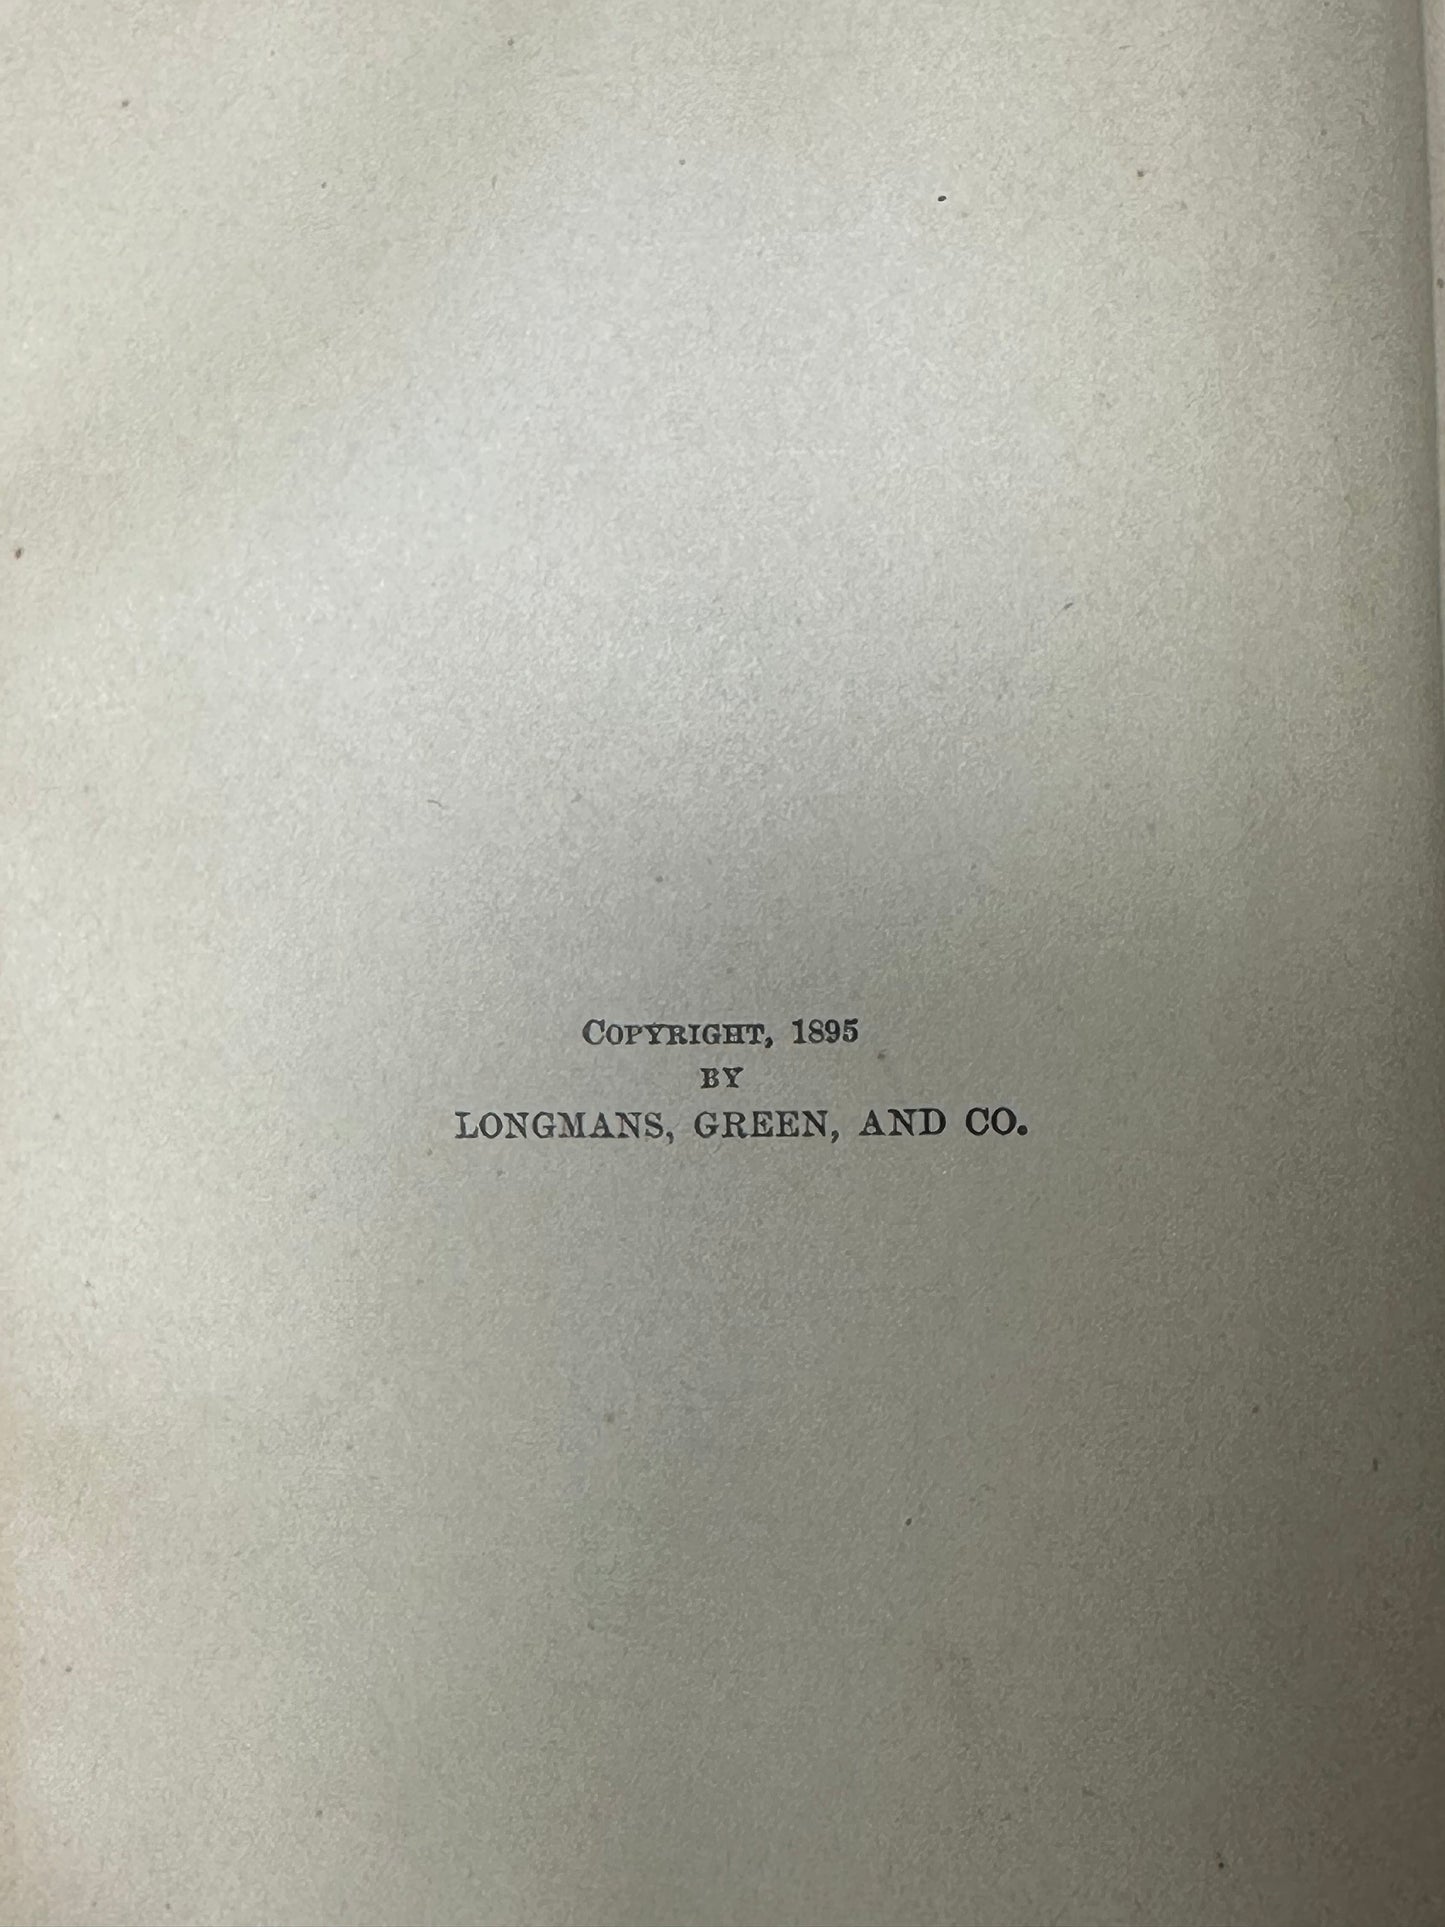 COPYRIGHT, 1895
BY
LONGMANS, GREEN, AND CO.